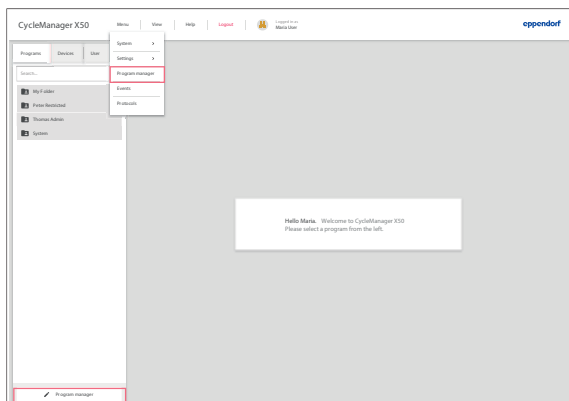 CycleManager X50
Menu
View
Help
Logout
Logged in as:
Maria User
eppendorf
System >
Settings >
Program manager
Events
Protocols
Programs
Devices
User
Search...
My Folder
Peter Restricted
Thomas Admin
System
Hello Maria. Welcome to CycleManager X50
Please select a program from the left.
Program manager